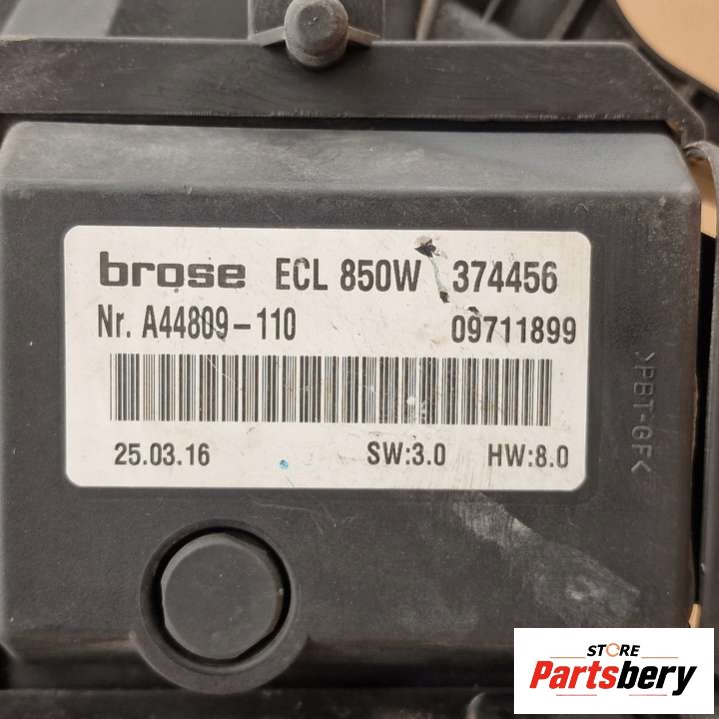 brose ECL 850W 374456
Nr. A44809-110 09711899
25.03.16 SW:3.0 HW:8.0
>PBT-GF<
STORE
Partsbery